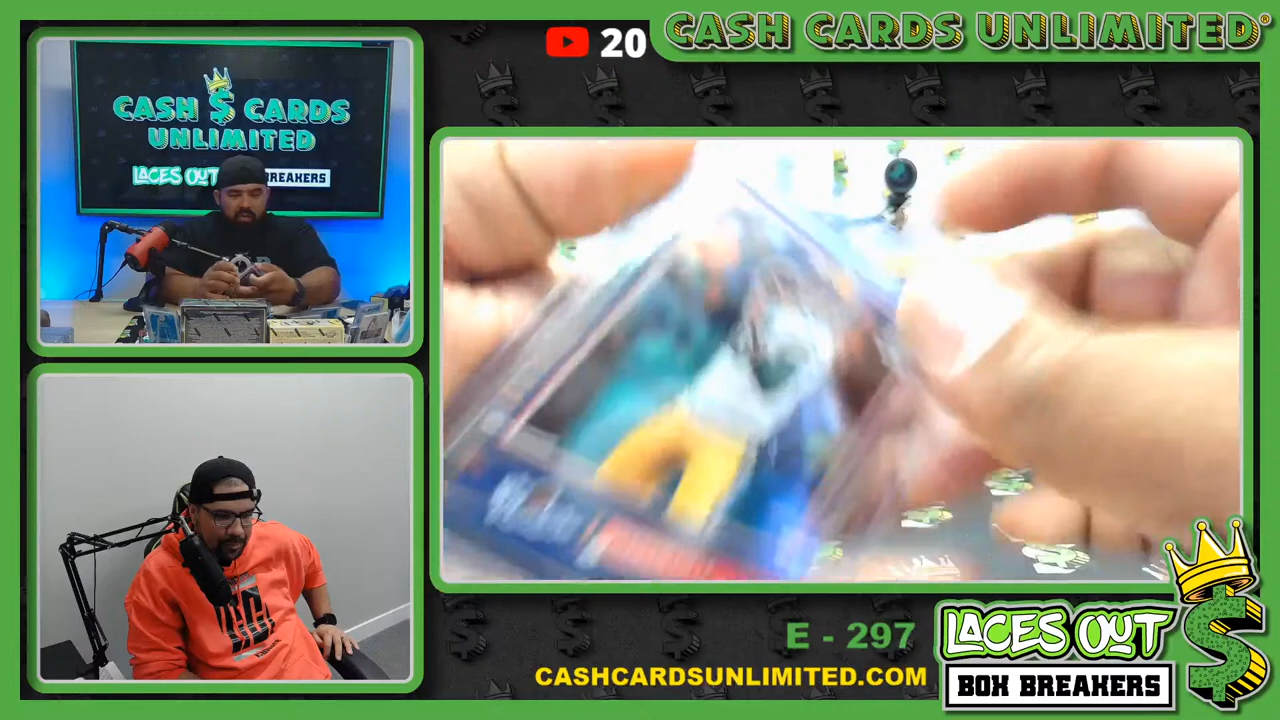 20
CASH CARDS UNLIMITED®
CASH $ CARDS
UNLIMITED
LACES OUT
BREAKERS
E - 297
CASHCARDSUNLIMITED.COM
LACES OUT
BOX BREAKERS